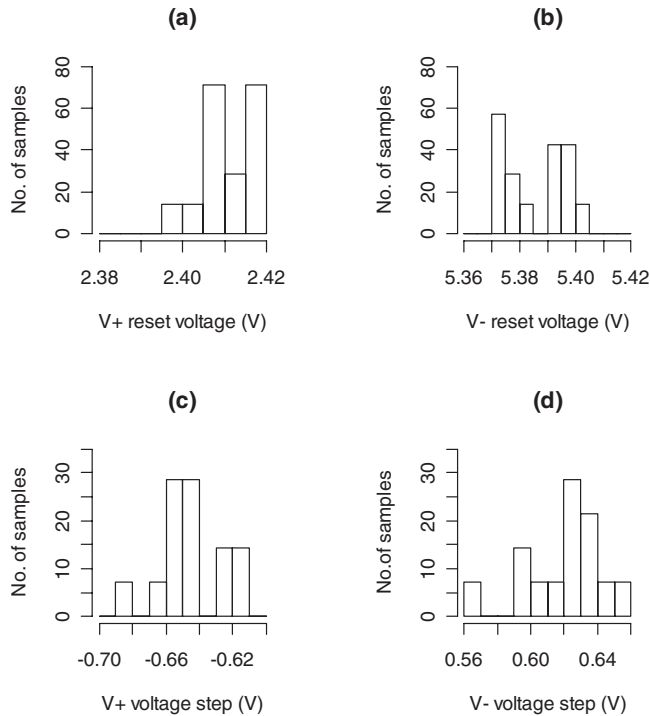 (a)
No. of samples
80
60
40
20
0
2.38
2.40
2.42
V+ reset voltage (V)
(b)
No. of samples
80
60
40
20
0
5.36
5.38
5.40
5.42
V- reset voltage (V)
(c)
No. of samples
30
20
10
0
-0.70
-0.66
-0.62
V+ voltage step (V)
(d)
No.of samples
30
20
10
0
0.56
0.60
0.64
V- voltage step (V)